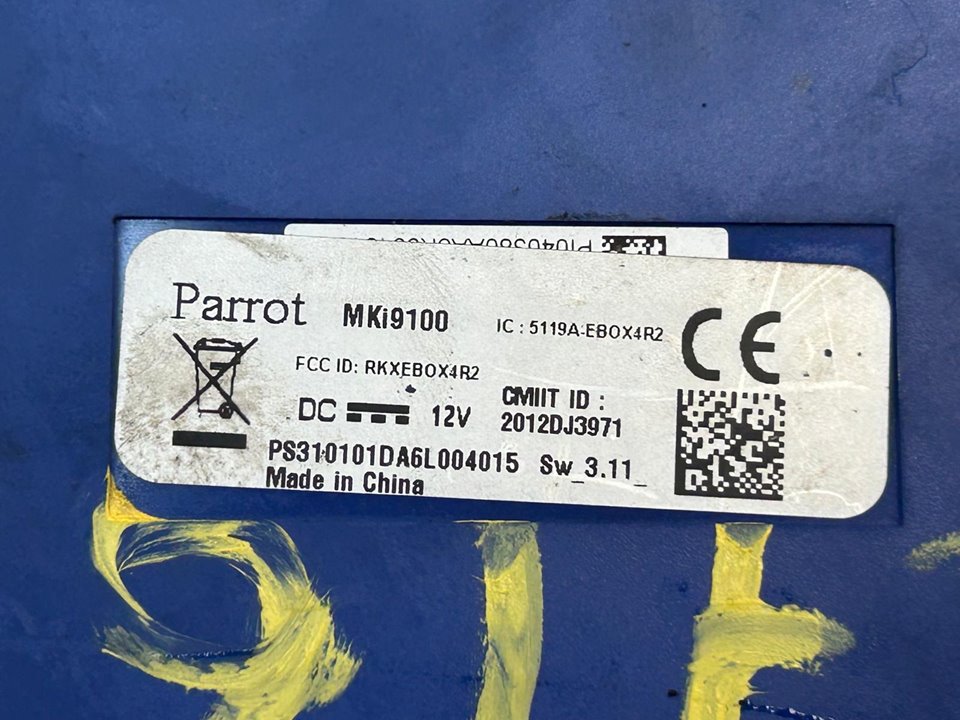 Parrot MKi9100 IC : 5119A-EBOX4R2
FCC ID: RKXEBOX4R2
DC 12V CMIIT ID :
2012DJ3971
PS310101DA6L004015 Sw_3.11_
Made in China
CE